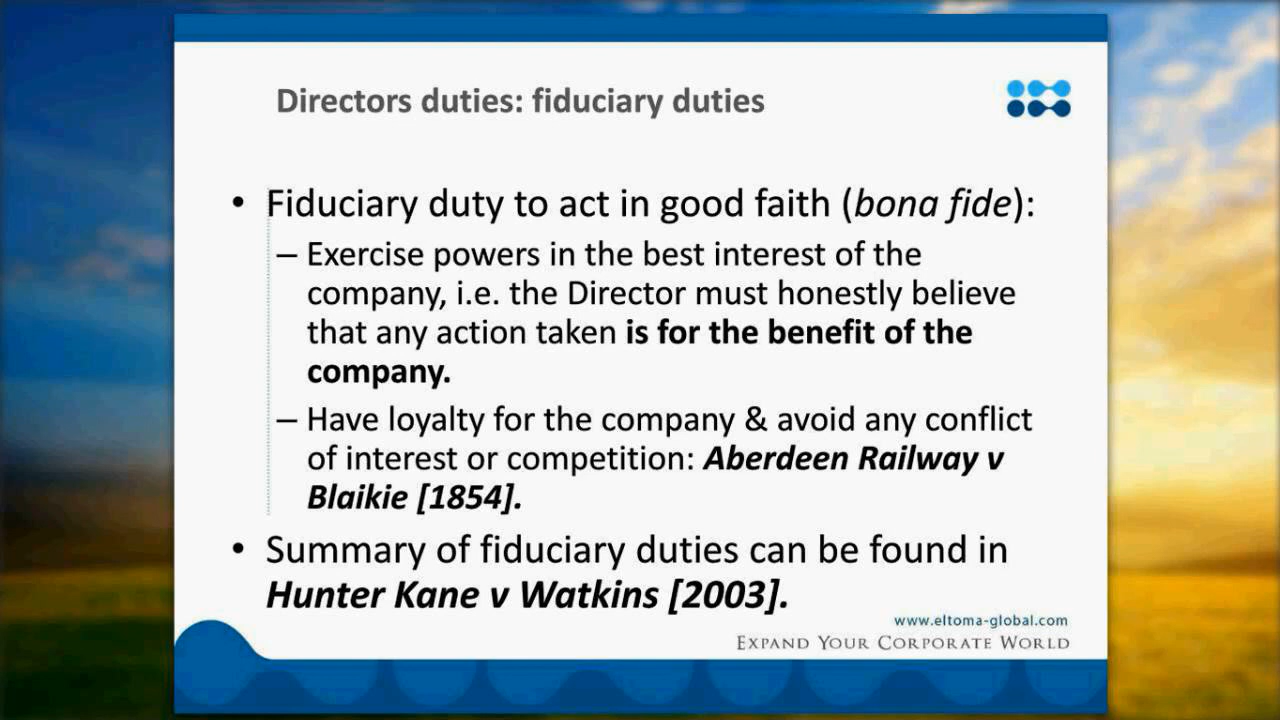 Directors duties: fiduciary duties
• Fiduciary duty to act in good faith (bona fide):
– Exercise powers in the best interest of the
company, i.e. the Director must honestly believe
that any action taken is for the benefit of the
company.
– Have loyalty for the company & avoid any conflict
of interest or competition: Aberdeen Railway v
Blaikie [1854].
• Summary of fiduciary duties can be found in
Hunter Kane v Watkins [2003].
www.eltoma-global.com
Expand Your Corporate World